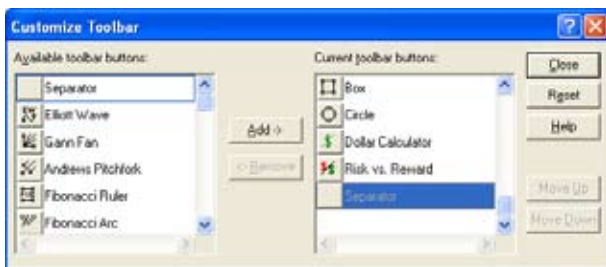 Customize Toolbar
Available toolbar buttons:
Separator
Elliott Wave
Gann Fan
Andrews Pitchfork
Fibonacci Ruler
Fibonacci Arc
Add ->
<- Remove
Current toolbar buttons:
Box
Circle
Dollar Calculator
Risk vs. Reward
Separator
Close
Reset
Help
Move Up
Move Down